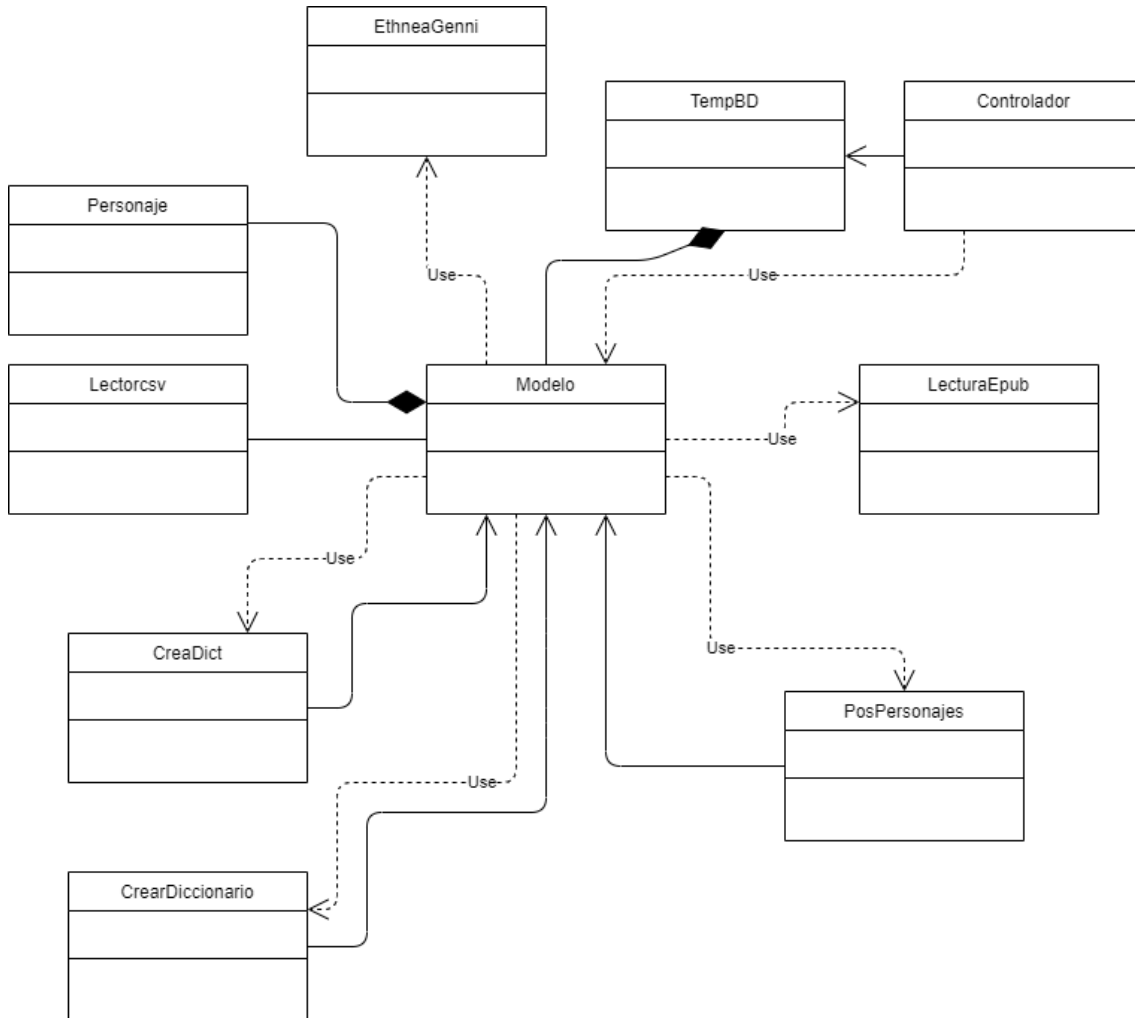 EthneaGenni
TempBD
Controlador
Personaje
Use
Use
Lectorcsv
Modelo
LecturaEpub
Use
Use
CreaDict
Use
PosPersonajes
Use
CrearDiccionario